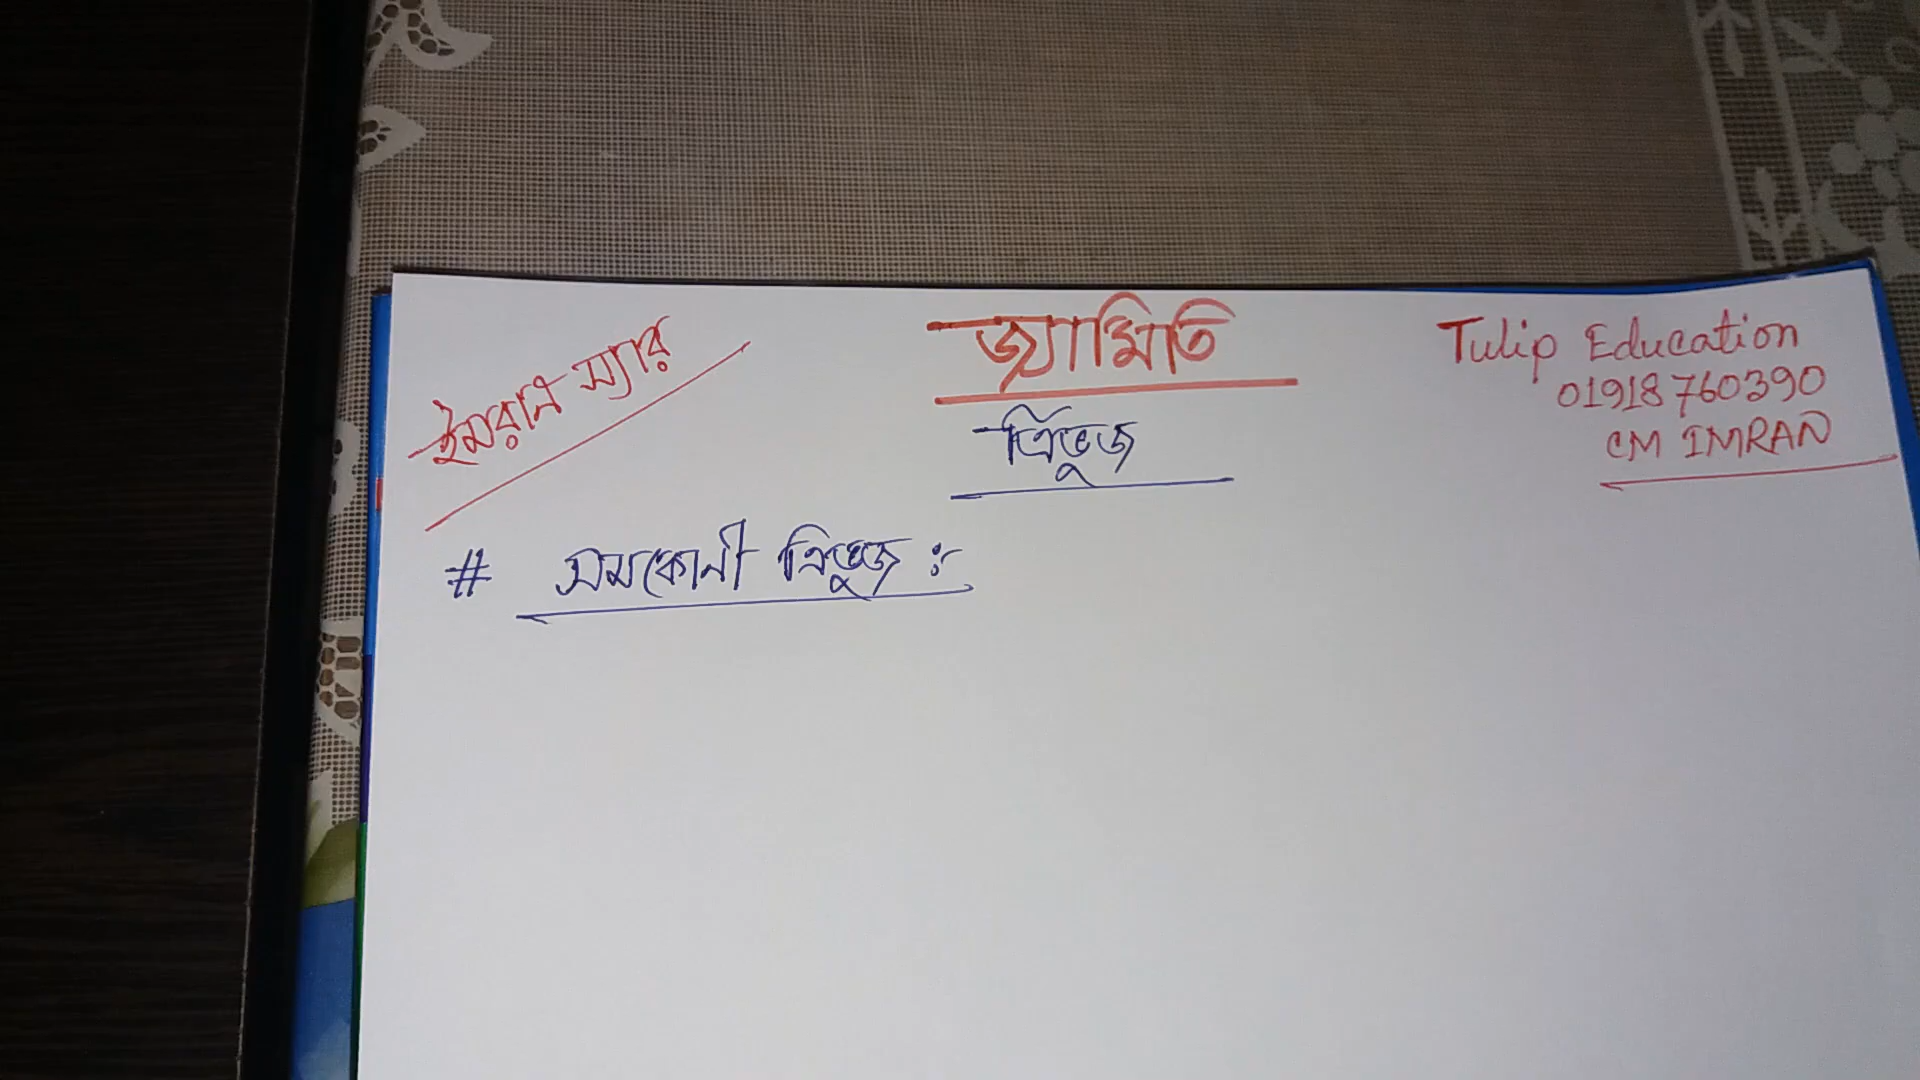 ইমরান স্যার
জ্যামিতি
ত্রিভুজ
Tulip Education
01918760390
CM IMRAN
# সমকোনী ত্রিভুজ :-